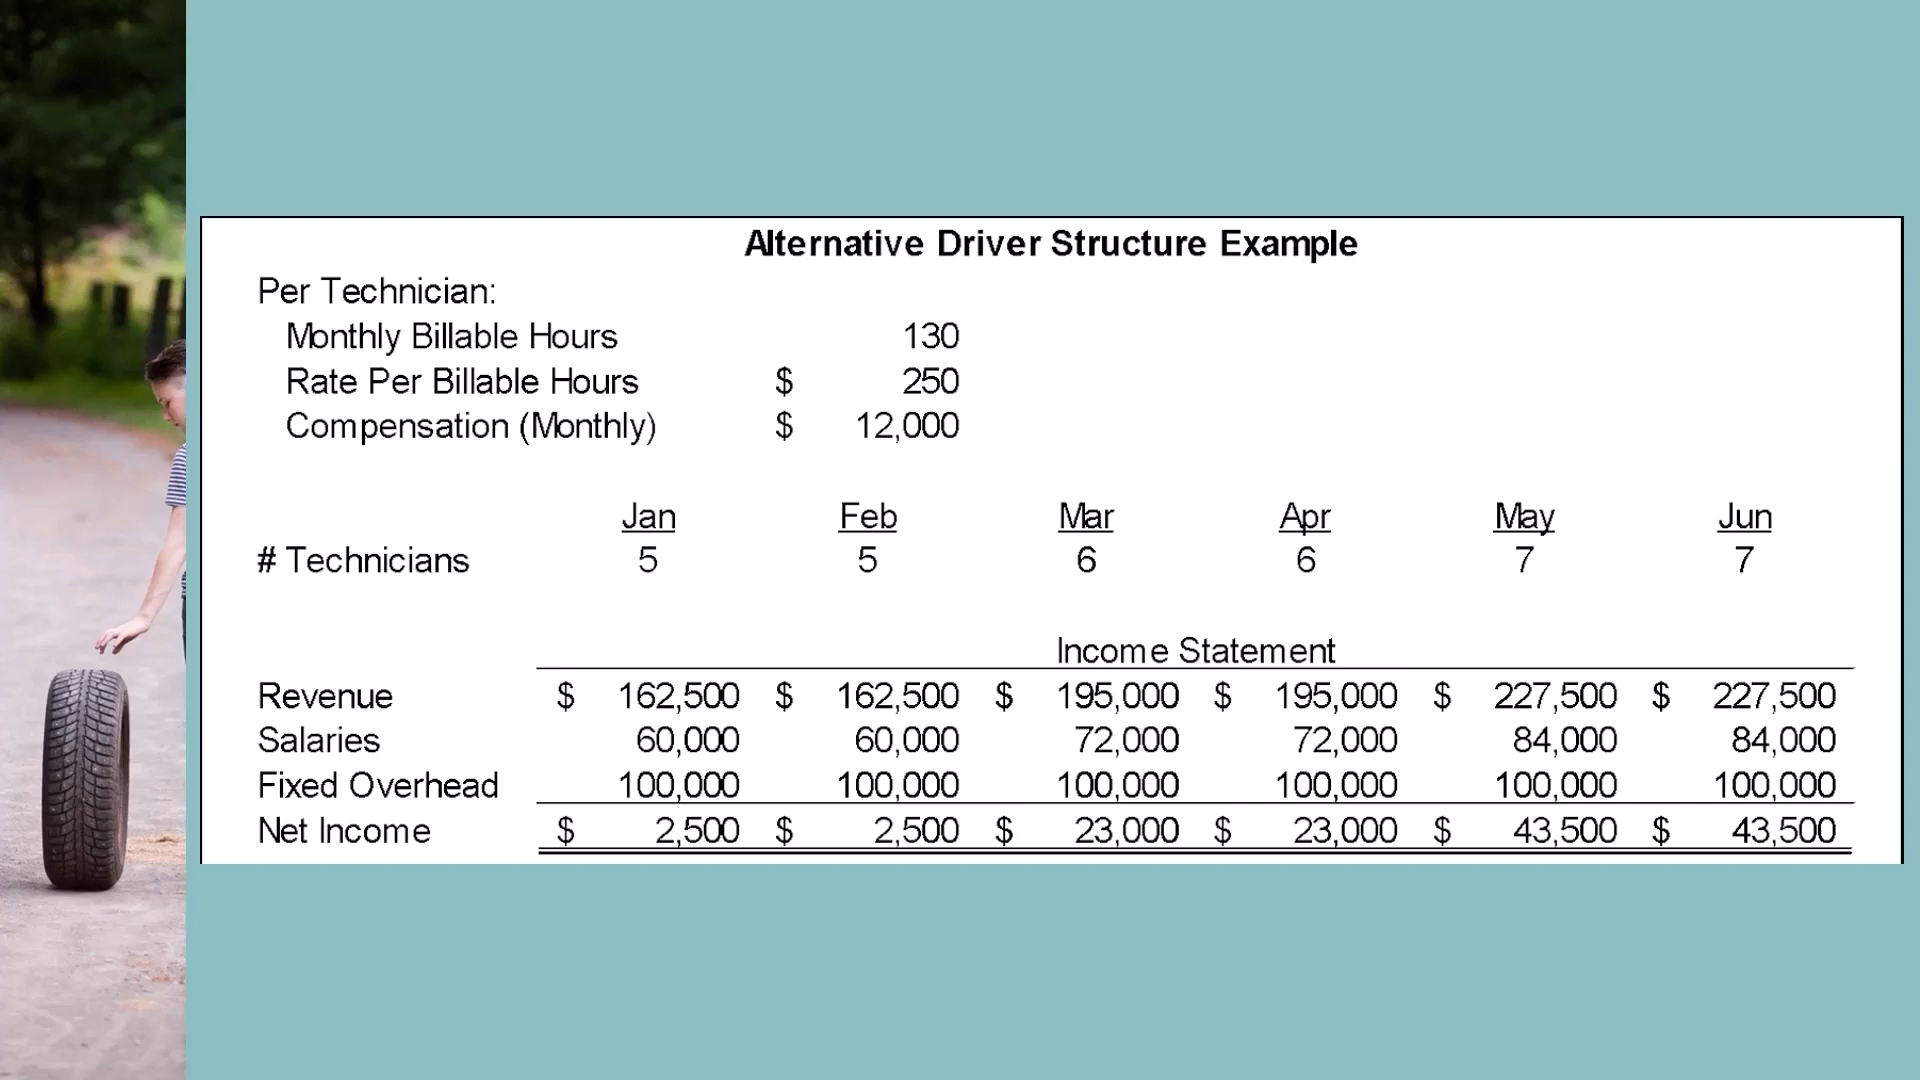 Alternative Driver Structure Example
Per Technician:
Monthly Billable Hours 130
Rate Per Billable Hours $ 250
Compensation (Monthly) $ 12,000
Jan Feb Mar Apr May Jun
# Technicians 5 5 6 6 7 7
Income Statement
Revenue $ 162,500 $ 162,500 $ 195,000 $ 195,000 $ 227,500 $ 227,500
Salaries 60,000 60,000 72,000 72,000 84,000 84,000
Fixed Overhead 100,000 100,000 100,000 100,000 100,000 100,000
Net Income $ 2,500 $ 2,500 $ 23,000 $ 23,000 $ 43,500 $ 43,500